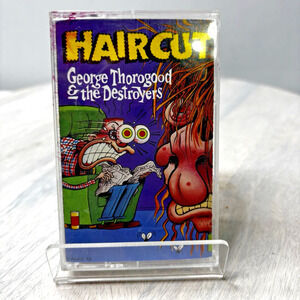 HAIRCUT
George Thorogood
& the Destroyers